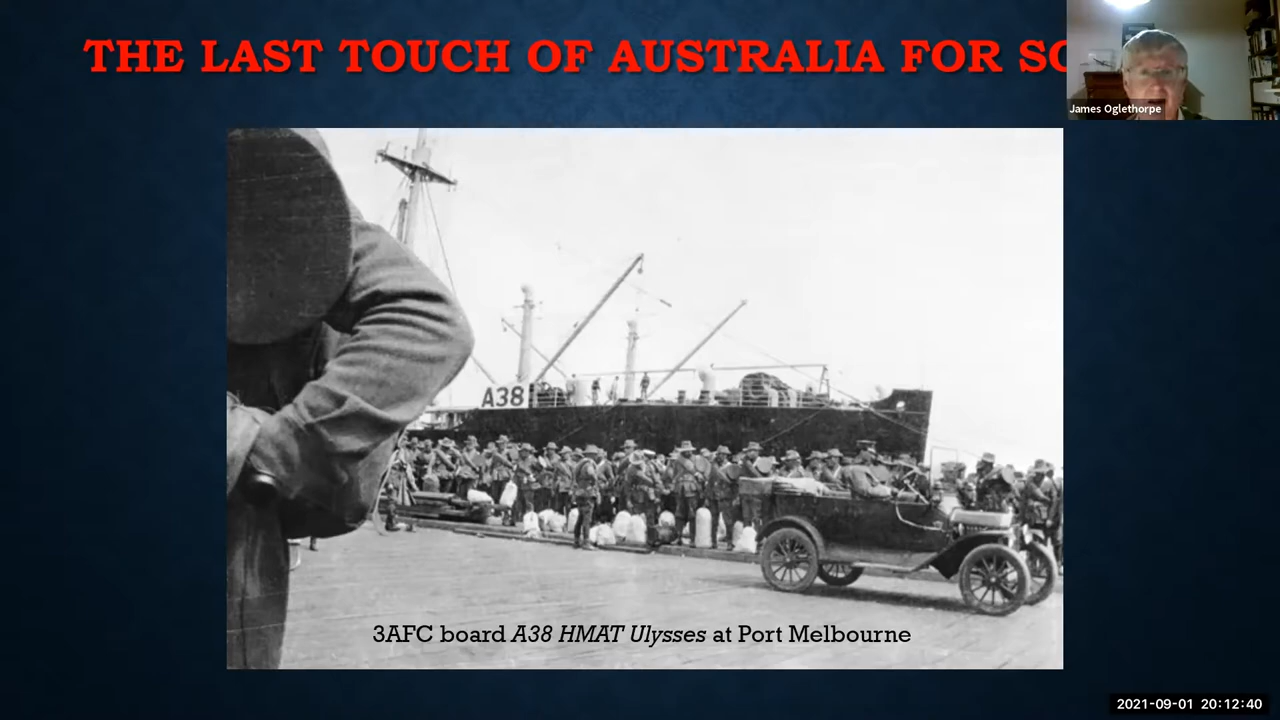 THE LAST TOUCH OF AUSTRALIA FOR SO
James Oglethorpe
A38
3AFC board A38 HMAT Ulysses at Port Melbourne
2021-09-01 20:12:40